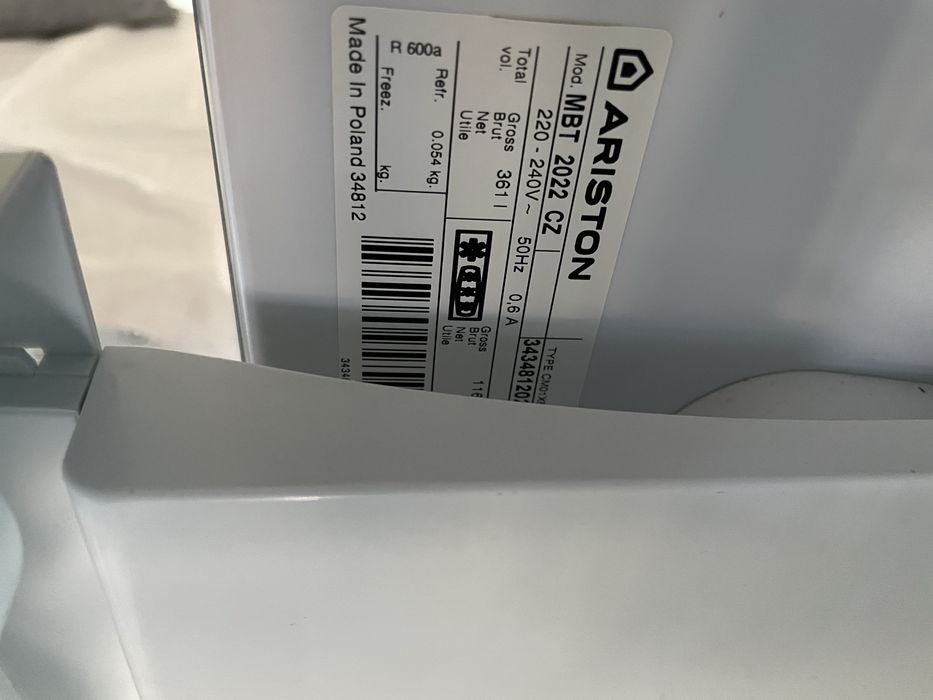 ARISTON
Mod. MBT 2022 CZ
TYPE
220 - 240V ~ 50Hz 0,6 A
Total
vol.
Gross
Brut 361 l
Net
Utile
Gross
Brut
Net
Utile
R 600a
Refr. 0.054 kg.
Freez. kg.
Made In Poland 34812